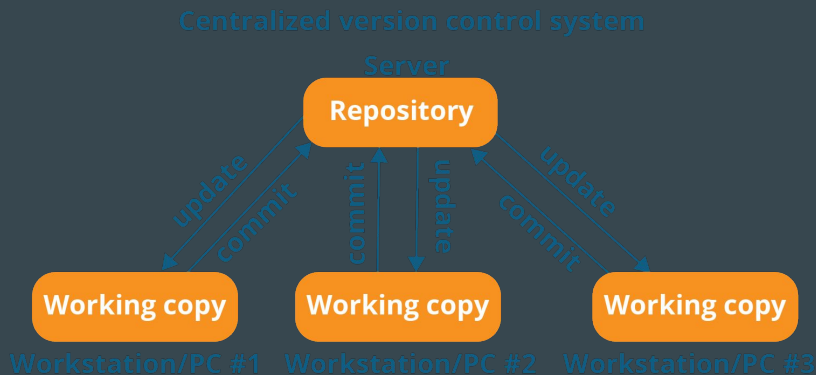 Centralized version control system
Server
Repository
update
commit
commit
update
update
commit
Working copy
Working copy
Working copy
Workstation/PC #1
Workstation/PC #2
Workstation/PC #3